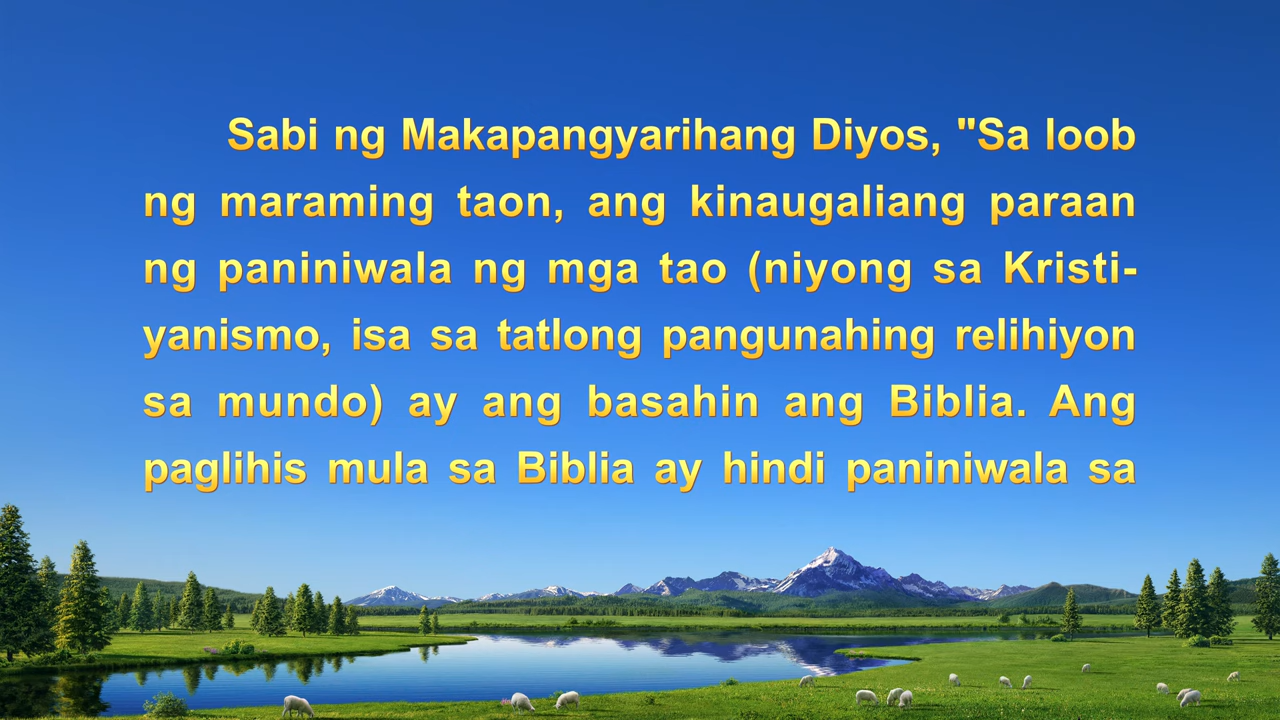 Sabi ng Makapangyarihang Diyos, "Sa loob
ng maraming taon, ang kinaugaliang paraan
ng paniniwala ng mga tao (niyong sa Kristi-
yanismo, isa sa tatlong pangunahing relihiyon
sa mundo) ay ang basahin ang Biblia. Ang
paglihis mula sa Biblia ay hindi paniniwala sa